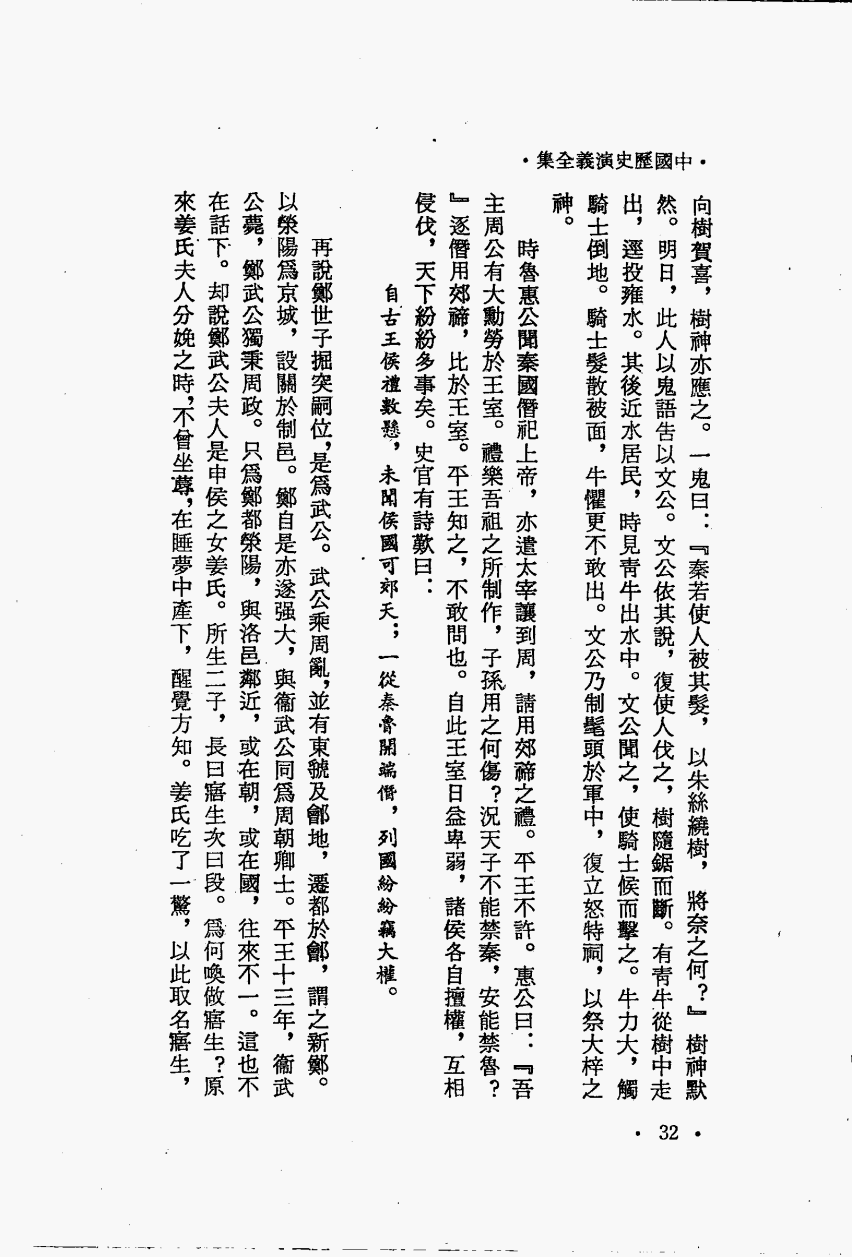 ·中國歷史演義全集·
向樹賀喜，樹神亦應之。一鬼曰：『秦若使人被其髮，以朱絲繞樹，將奈之何？』樹神默
然。明日，此人以鬼語告以文公。文公依其說，復使人伐之，樹隨鋸而斷。有靑牛從樹中走
出，逕投雍水。其後近水居民，時見靑牛出水中。文公聞之，使騎士候而擊之。牛力大，觸
騎士倒地。騎士髮散被面，牛懼更不敢出。文公乃制髦頭於軍中，復立怒特祠，以祭大梓之
神。
時魯惠公聞秦國僭祀上帝，亦遣太宰讓到周，請用郊禘之禮。平王不許。惠公曰：『吾
主周公有大勳勞於王室。禮樂吾祖之所制作，子孫用之何傷？況天子不能禁秦，安能禁魯？
』逐僭用郊禘，比於王室。平王知之，不敢問也。自此王室日益卑弱，諸侯各自擅權，互相
侵伐，天下紛紛多事矣。史官有詩歎曰：
自古王侯禮數懸，未聞侯國可郊天；一從秦魯開端僭，列國紛紛竊大權。
再說鄭世子掘突嗣位，是爲武公。武公乘周亂，並有東虢及鄶地，遷都於鄶，謂之新鄭。
以滎陽爲京城，設關於制邑。鄭自是亦遂强大，與衞武公同爲周朝卿士。平王十三年，衞武
公薨，鄭武公獨秉周政。只爲鄭都滎陽，與洛邑鄰近，或在朝，或在國，往來不一。這也不
在話下。却說鄭武公夫人是申侯之女姜氏。所生二子，長曰寤生次曰段。爲何喚做寤生？原
來姜氏夫人分娩之時，不曾坐蓐，在睡夢中產下，醒覺方知。姜氏吃了一驚，以此取名寤生，
·32·